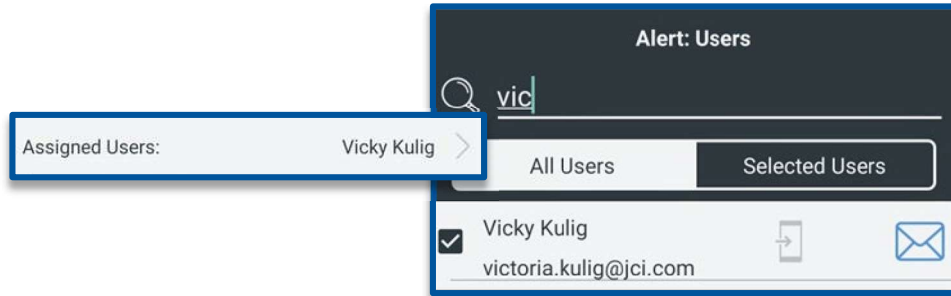 Alert: Users
vic
Assigned Users: Vicky Kulig
All Users Selected Users
Vicky Kulig
victoria.kulig@jci.com